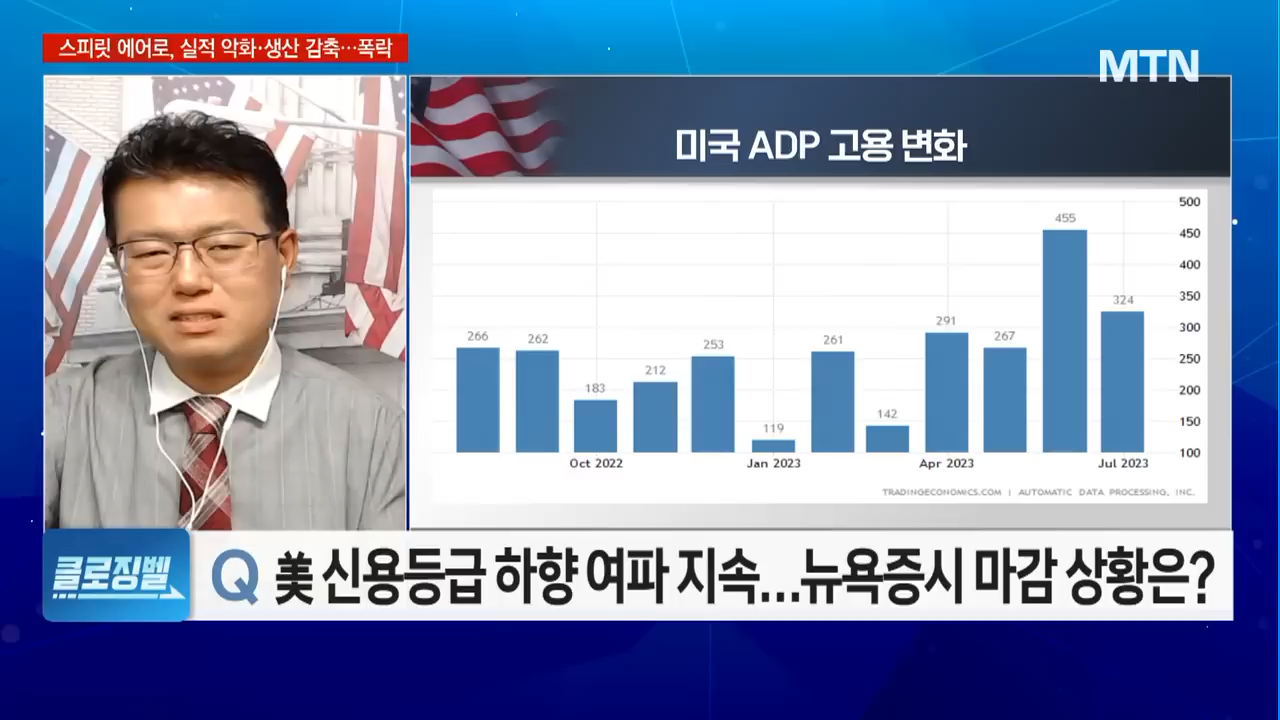 스피릿 에어로, 실적 악화·생산 감축…폭락
MTN
미국 ADP 고용 변화
500
450
400
350
300
250
200
150
100
266
262
183
212
253
119
261
142
291
267
455
324
Oct 2022
Jan 2023
Apr 2023
Jul 2023
TRADINGECONOMICS.COM | AUTOMATIC DATA PROCESSING, INC.
클로징벨
Q 美 신용등급 하향 여파 지속...뉴욕증시 마감 상황은?